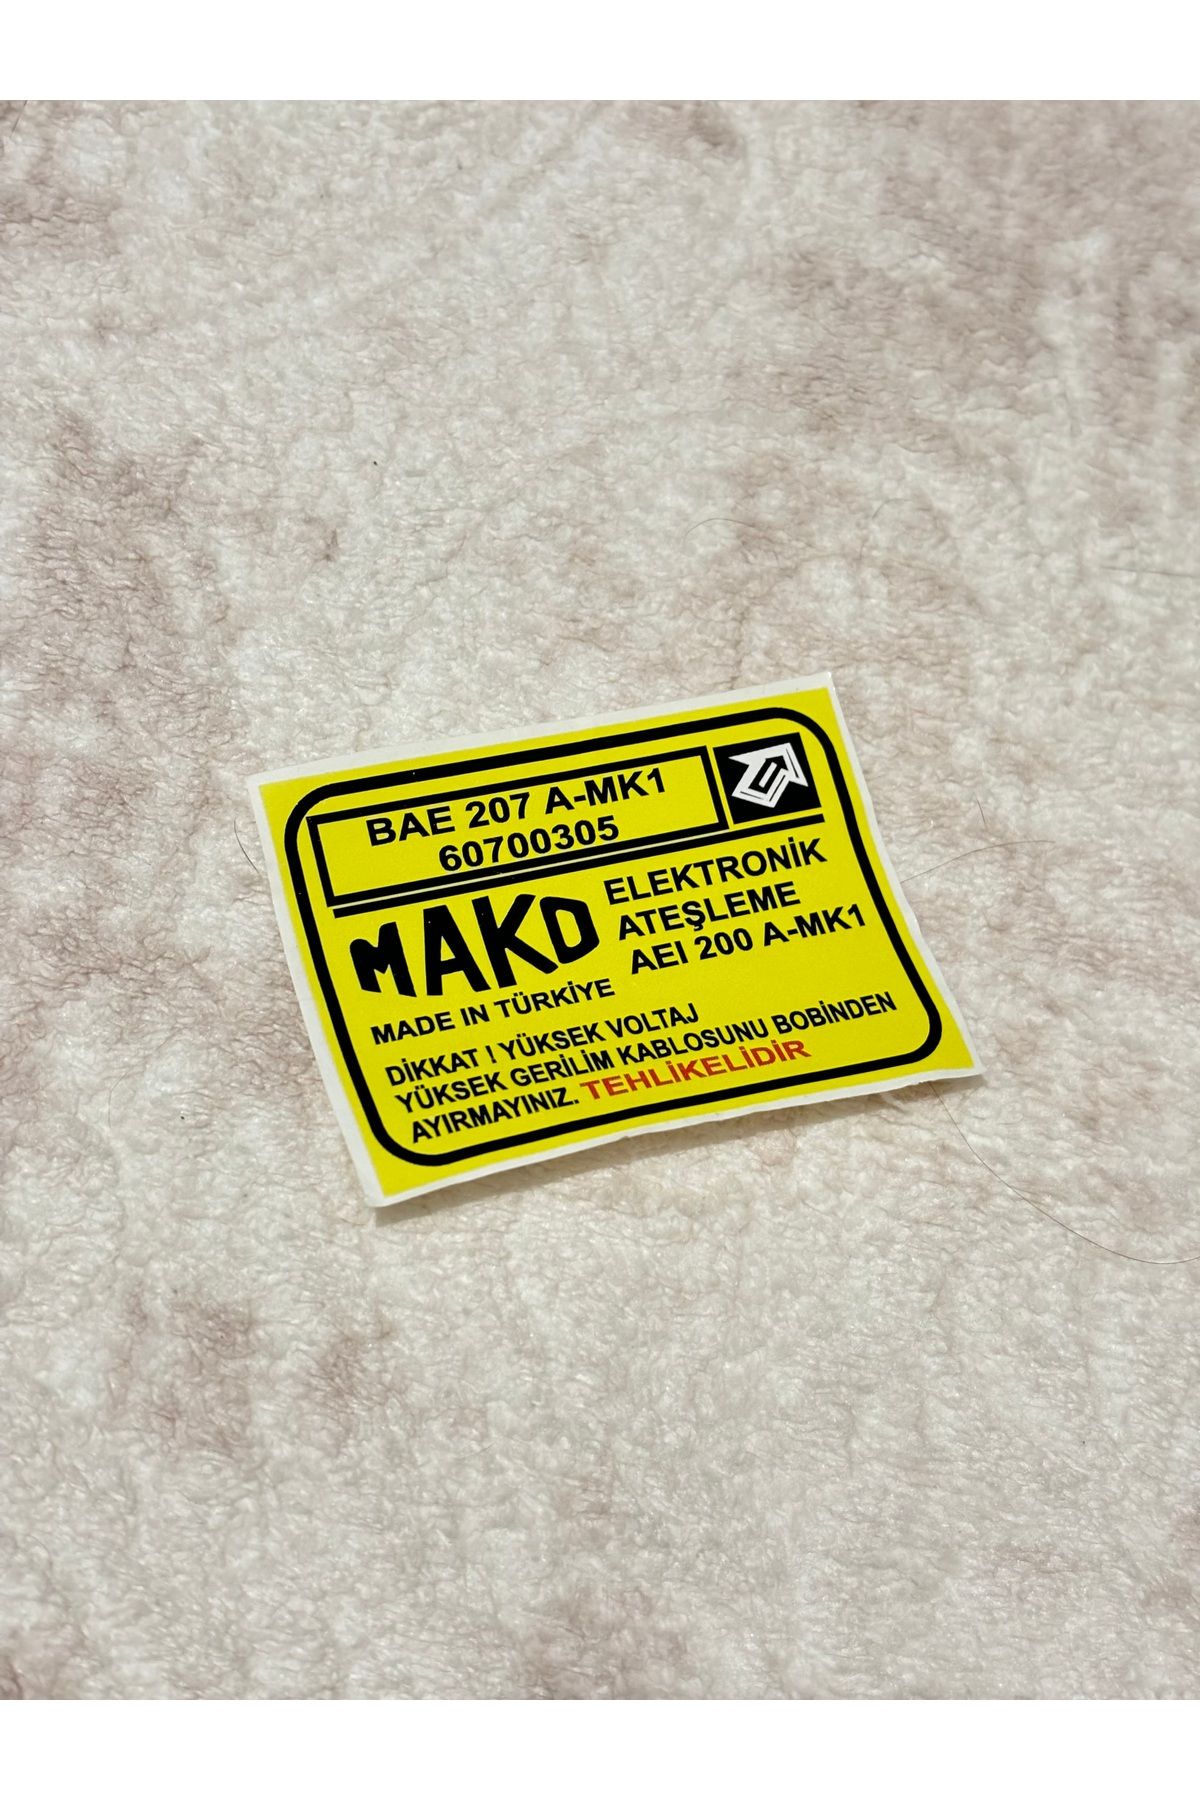 BAE 207 A-MK1
60700305
MAKO
ELEKTRONİK
ATEŞLEME
AEI 200 A-MK1
MADE IN TÜRKİYE
DİKKAT ! YÜKSEK VOLTAJ
YÜKSEK GERİLİM KABLOSUNU BOBİNDEN
AYIRMAYINIZ. TEHLİKELİDİR